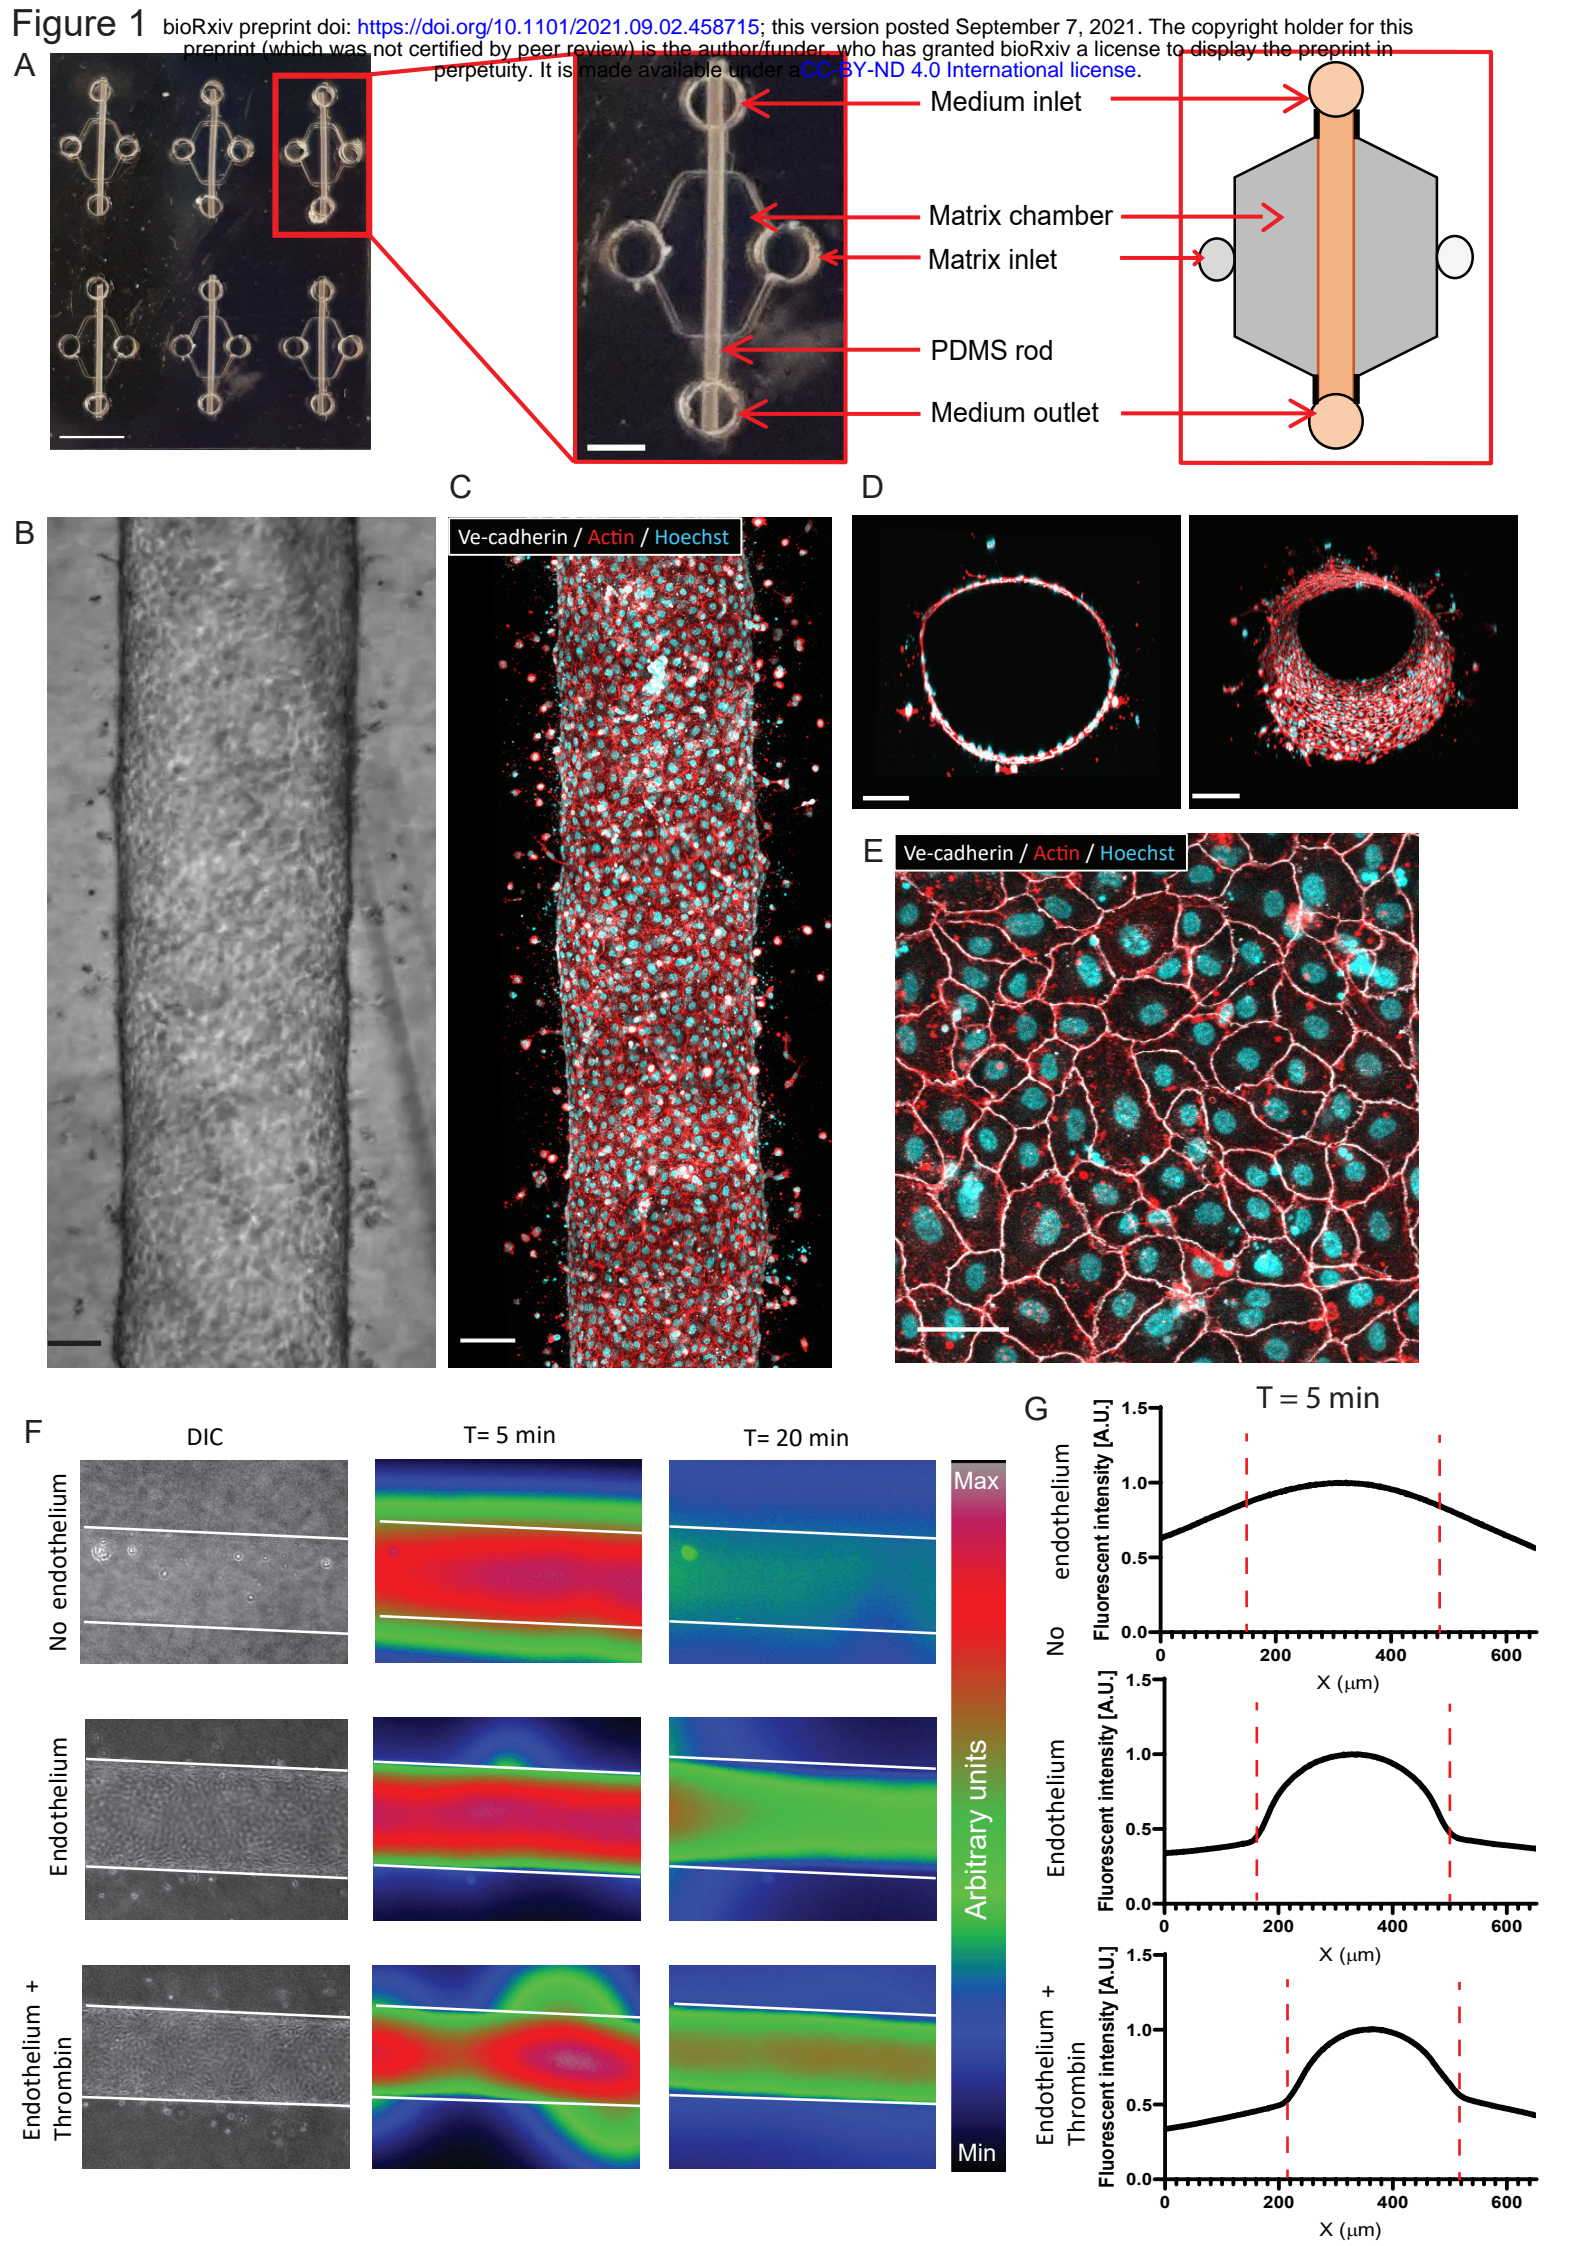 Figure 1
bioRxiv preprint doi: https://doi.org/10.1101/2021.09.02.458715; this version posted September 7, 2021. The copyright holder for this
preprint (which was not certified by peer review) is the author/funder, who has granted bioRxiv a license to display the preprint in
perpetuity. It is made available under aCC-BY-ND 4.0 International license.
A
Medium inlet
Matrix chamber
Matrix inlet
PDMS rod
Medium outlet
B
C
Ve-cadherin / Actin / Hoechst
D
E
Ve-cadherin / Actin / Hoechst
F
DIC
T= 5 min
T= 20 min
No endothelium
Endothelium
Endothelium +
Thrombin
Max
Arbitrary units
Min
G
T = 5 min
No endothelium
Fluorescent intensity [A.U.]
1.5
1.0
0.5
0.0
0 200 400 600
X (μm)
Endothelium
Fluorescent intensity [A.U.]
1.5
1.0
0.5
0.0
0 200 400 600
X (μm)
Endothelium +
Thrombin
Fluorescent intensity [A.U.]
1.5
1.0
0.5
0.0
0 200 400 600
X (μm)